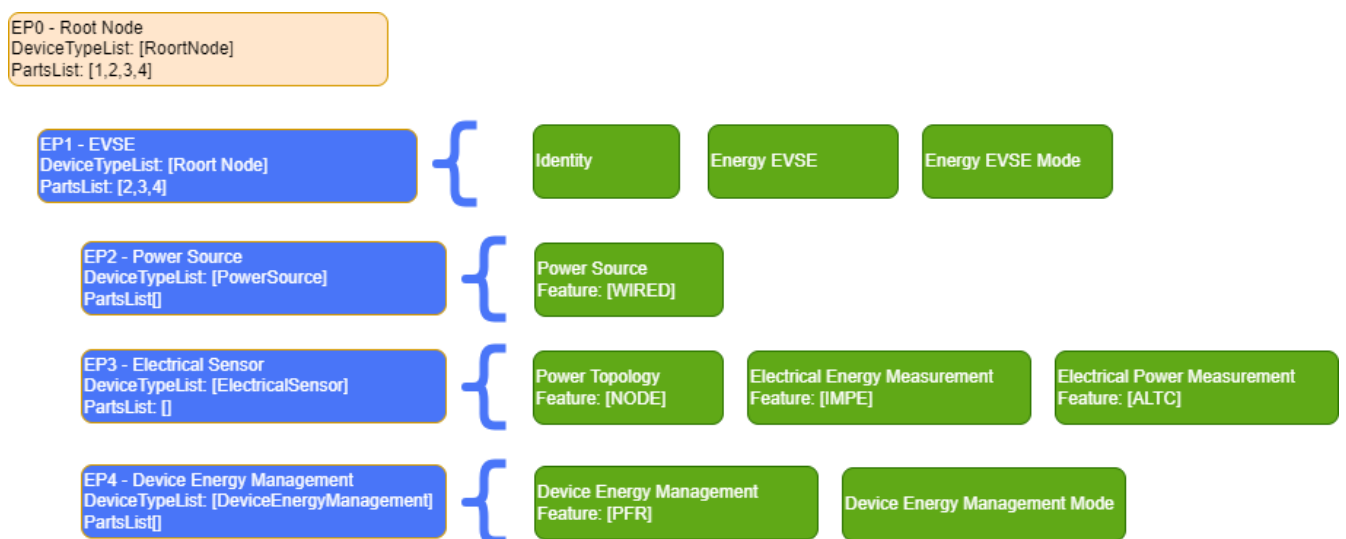 EP0 - Root Node
DeviceTypeList: [RoortNode]
PartsList: [1,2,3,4]
EP1 - EVSE
DeviceTypeList: [Roort Node]
PartsList: [2,3,4]
Identity
Energy EVSE
Energy EVSE Mode
EP2 - Power Source
DeviceTypeList: [PowerSource]
PartsList[]
Power Source
Feature: [WIRED]
EP3 - Electrical Sensor
DeviceTypeList: [ElectricalSensor]
PartsList: []
Power Topology
Feature: [NODE]
Electrical Energy Measurement
Feature: [IMPE]
Electrical Power Measurement
Feature: [ALTC]
EP4 - Device Energy Management
DeviceTypeList: [DeviceEnergyManagement]
PartsList[]
Device Energy Management
Feature: [PFR]
Device Energy Management Mode